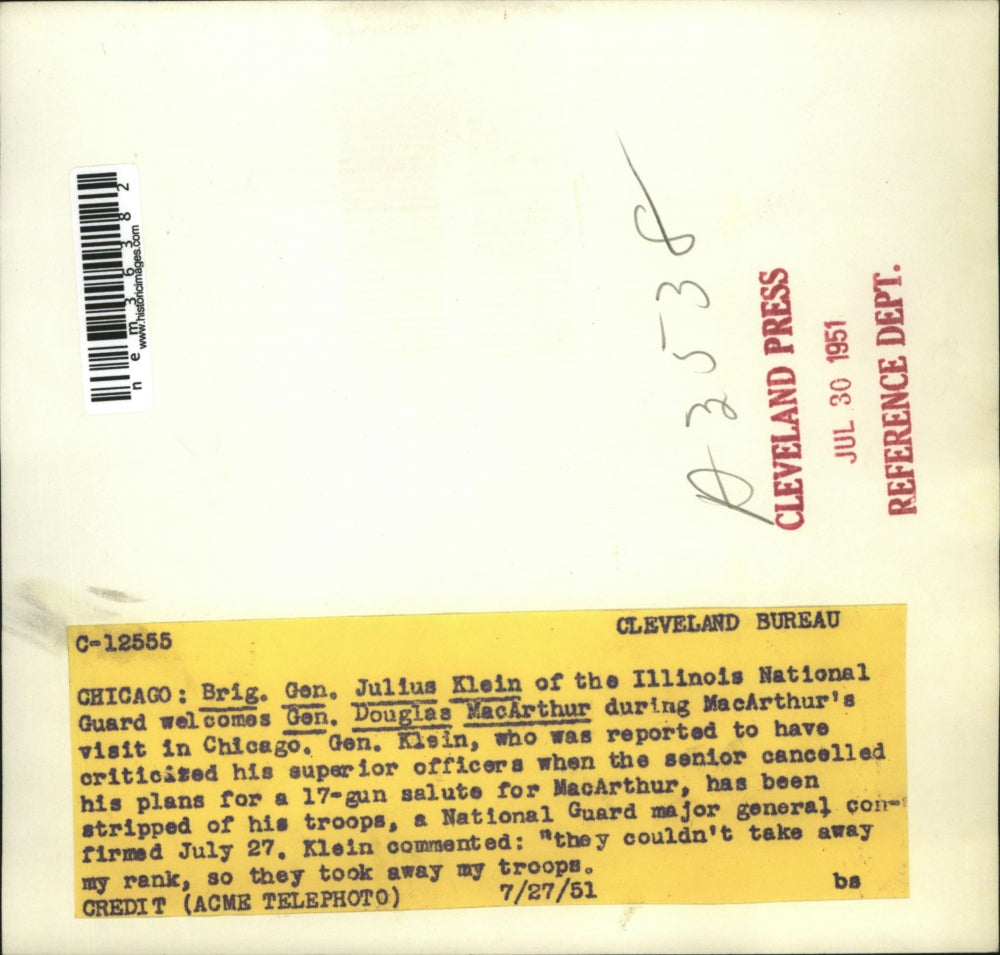 nem363382
www.historicimages.com
A32538
CLEVELAND PRESS
JUL 30 1951
REFERENCE DEPT.
C-12555
CLEVELAND BUREAU
CHICAGO: Brig. Gen. Julius Klein of the Illinois National
Guard welcomes Gen. Douglas MacArthur during MacArthur's
visit in Chicago. Gen. Klein, who was reported to have
criticized his superior officers when the senior cancelled
his plans for a 17-gun salute for MacArthur, has been
stripped of his troops, a National Guard major general con-
firmed July 27. Klein commented: "they couldn't take away
my rank, so they took away my troops.
CREDIT (ACME TELEPHOTO) 7/27/51 bs